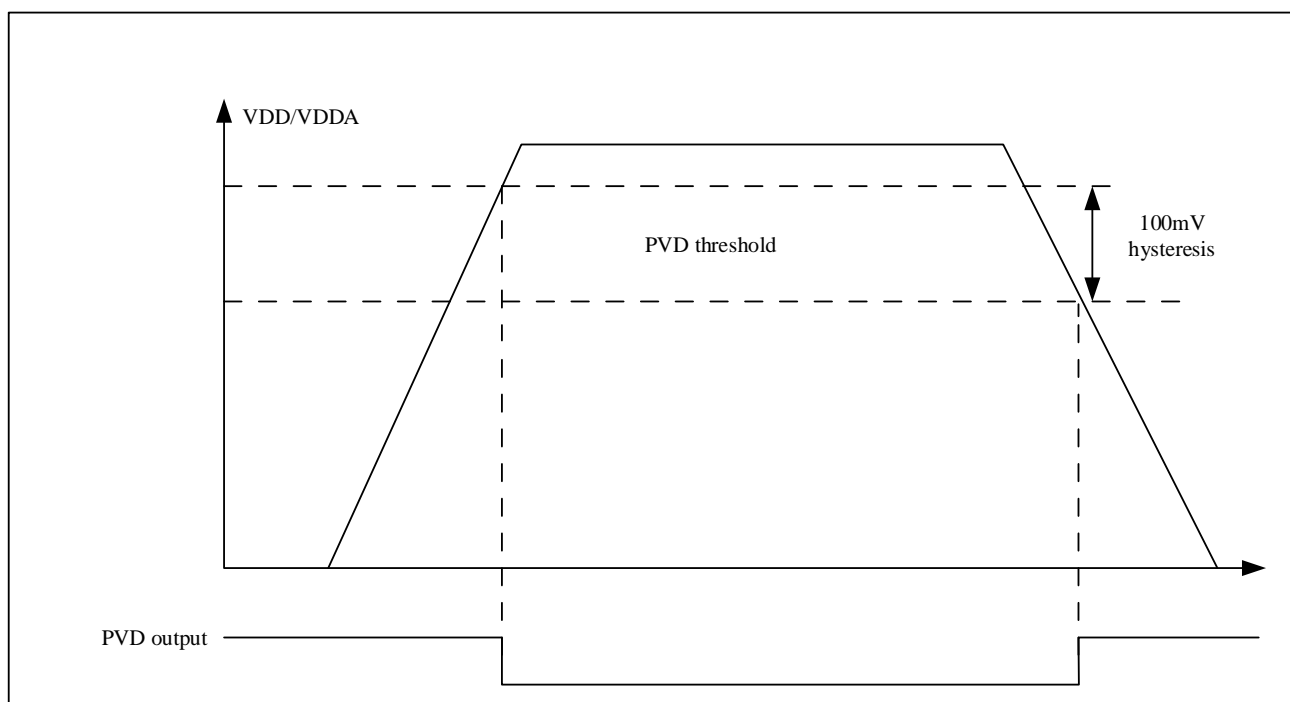 VDD/VDDA
PVD threshold
100mV
hysteresis
PVD output